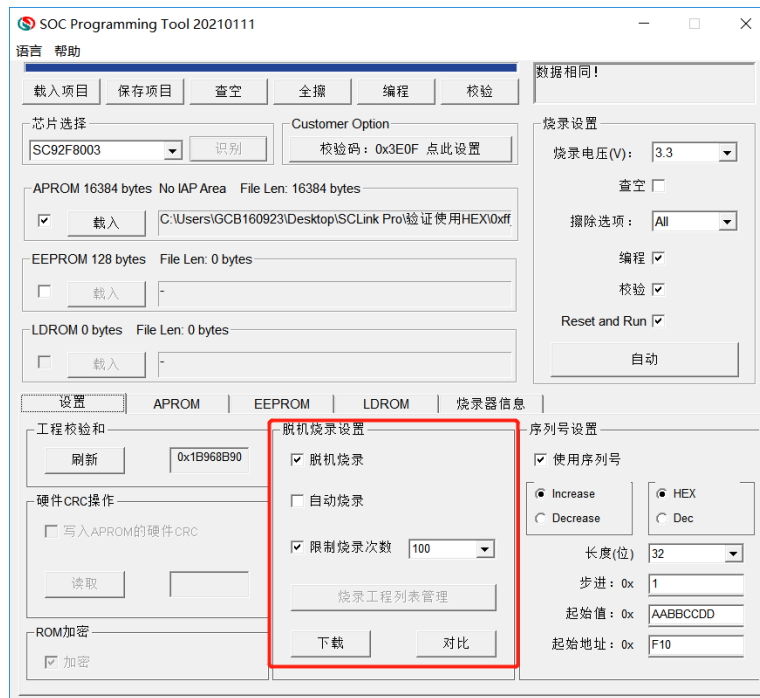 SOC Programming Tool 20210111
语言 帮助
载入项目 保存项目 查空 全擦 编程 校验
数据相同!
芯片选择
SC92F8003 识别
Customer Option
校验码: 0x3E0F 点此设置
APROM 16384 bytes No IAP Area File Len: 16384 bytes
载入 C:\Users\GCB160923\Desktop\SCLink Pro\验证使用HEX\0xff_
EEPROM 128 bytes File Len: 0 bytes
载入 -
LDROM 0 bytes File Len: 0 bytes
载入 -
烧录设置
烧录电压(V): 3.3
查空
擦除选项: All
编程
校验
Reset and Run
自动
设置 APROM EEPROM LDROM 烧录器信息
工程校验和
刷新 0x1B968B90
硬件CRC操作
写入APROM的硬件CRC
读取
ROM加密
加密
脱机烧录设置
脱机烧录
自动烧录
限制烧录次数 100
烧录工程列表管理
下载 对比
序列号设置
使用序列号
Increase HEX
Decrease Dec
长度(位) 32
步进: 0x 1
起始值: 0x AABBCCDD
起始地址: 0x F10